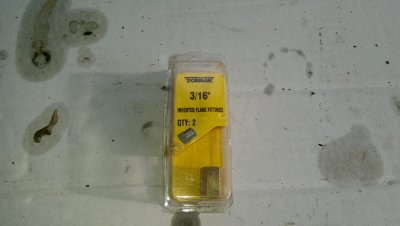 DORMAN
3/16"
INVERTED FLARE FITTINGS
QTY: 2